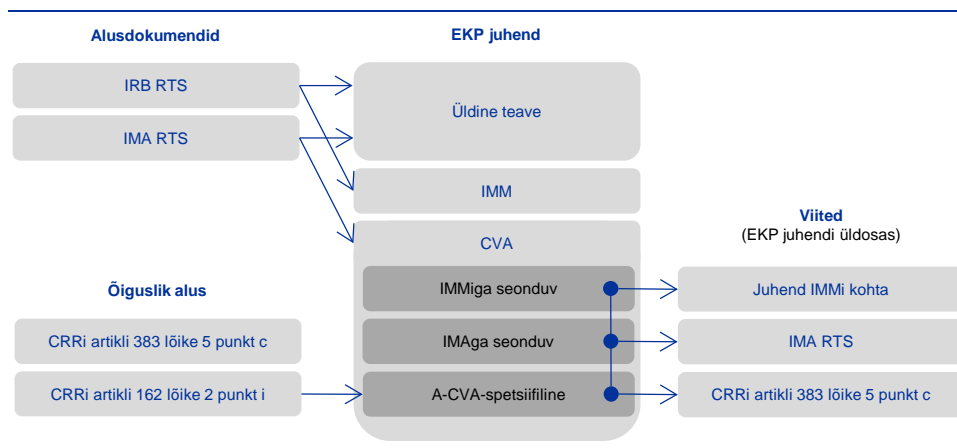 Alusdokumendid
IRB RTS
IMA RTS
Õiguslik alus
CRRi artikli 383 lõike 5 punkt c
CRRi artikli 162 lõike 2 punkt i
EKP juhend
Üldine teave
IMM
CVA
IMMiga seonduv
IMAga seonduv
A-CVA-spetsiifiline
Viited
(EKP juhendi üldosas)
Juhend IMMi kohta
IMA RTS
CRRi artikli 383 lõike 5 punkt c